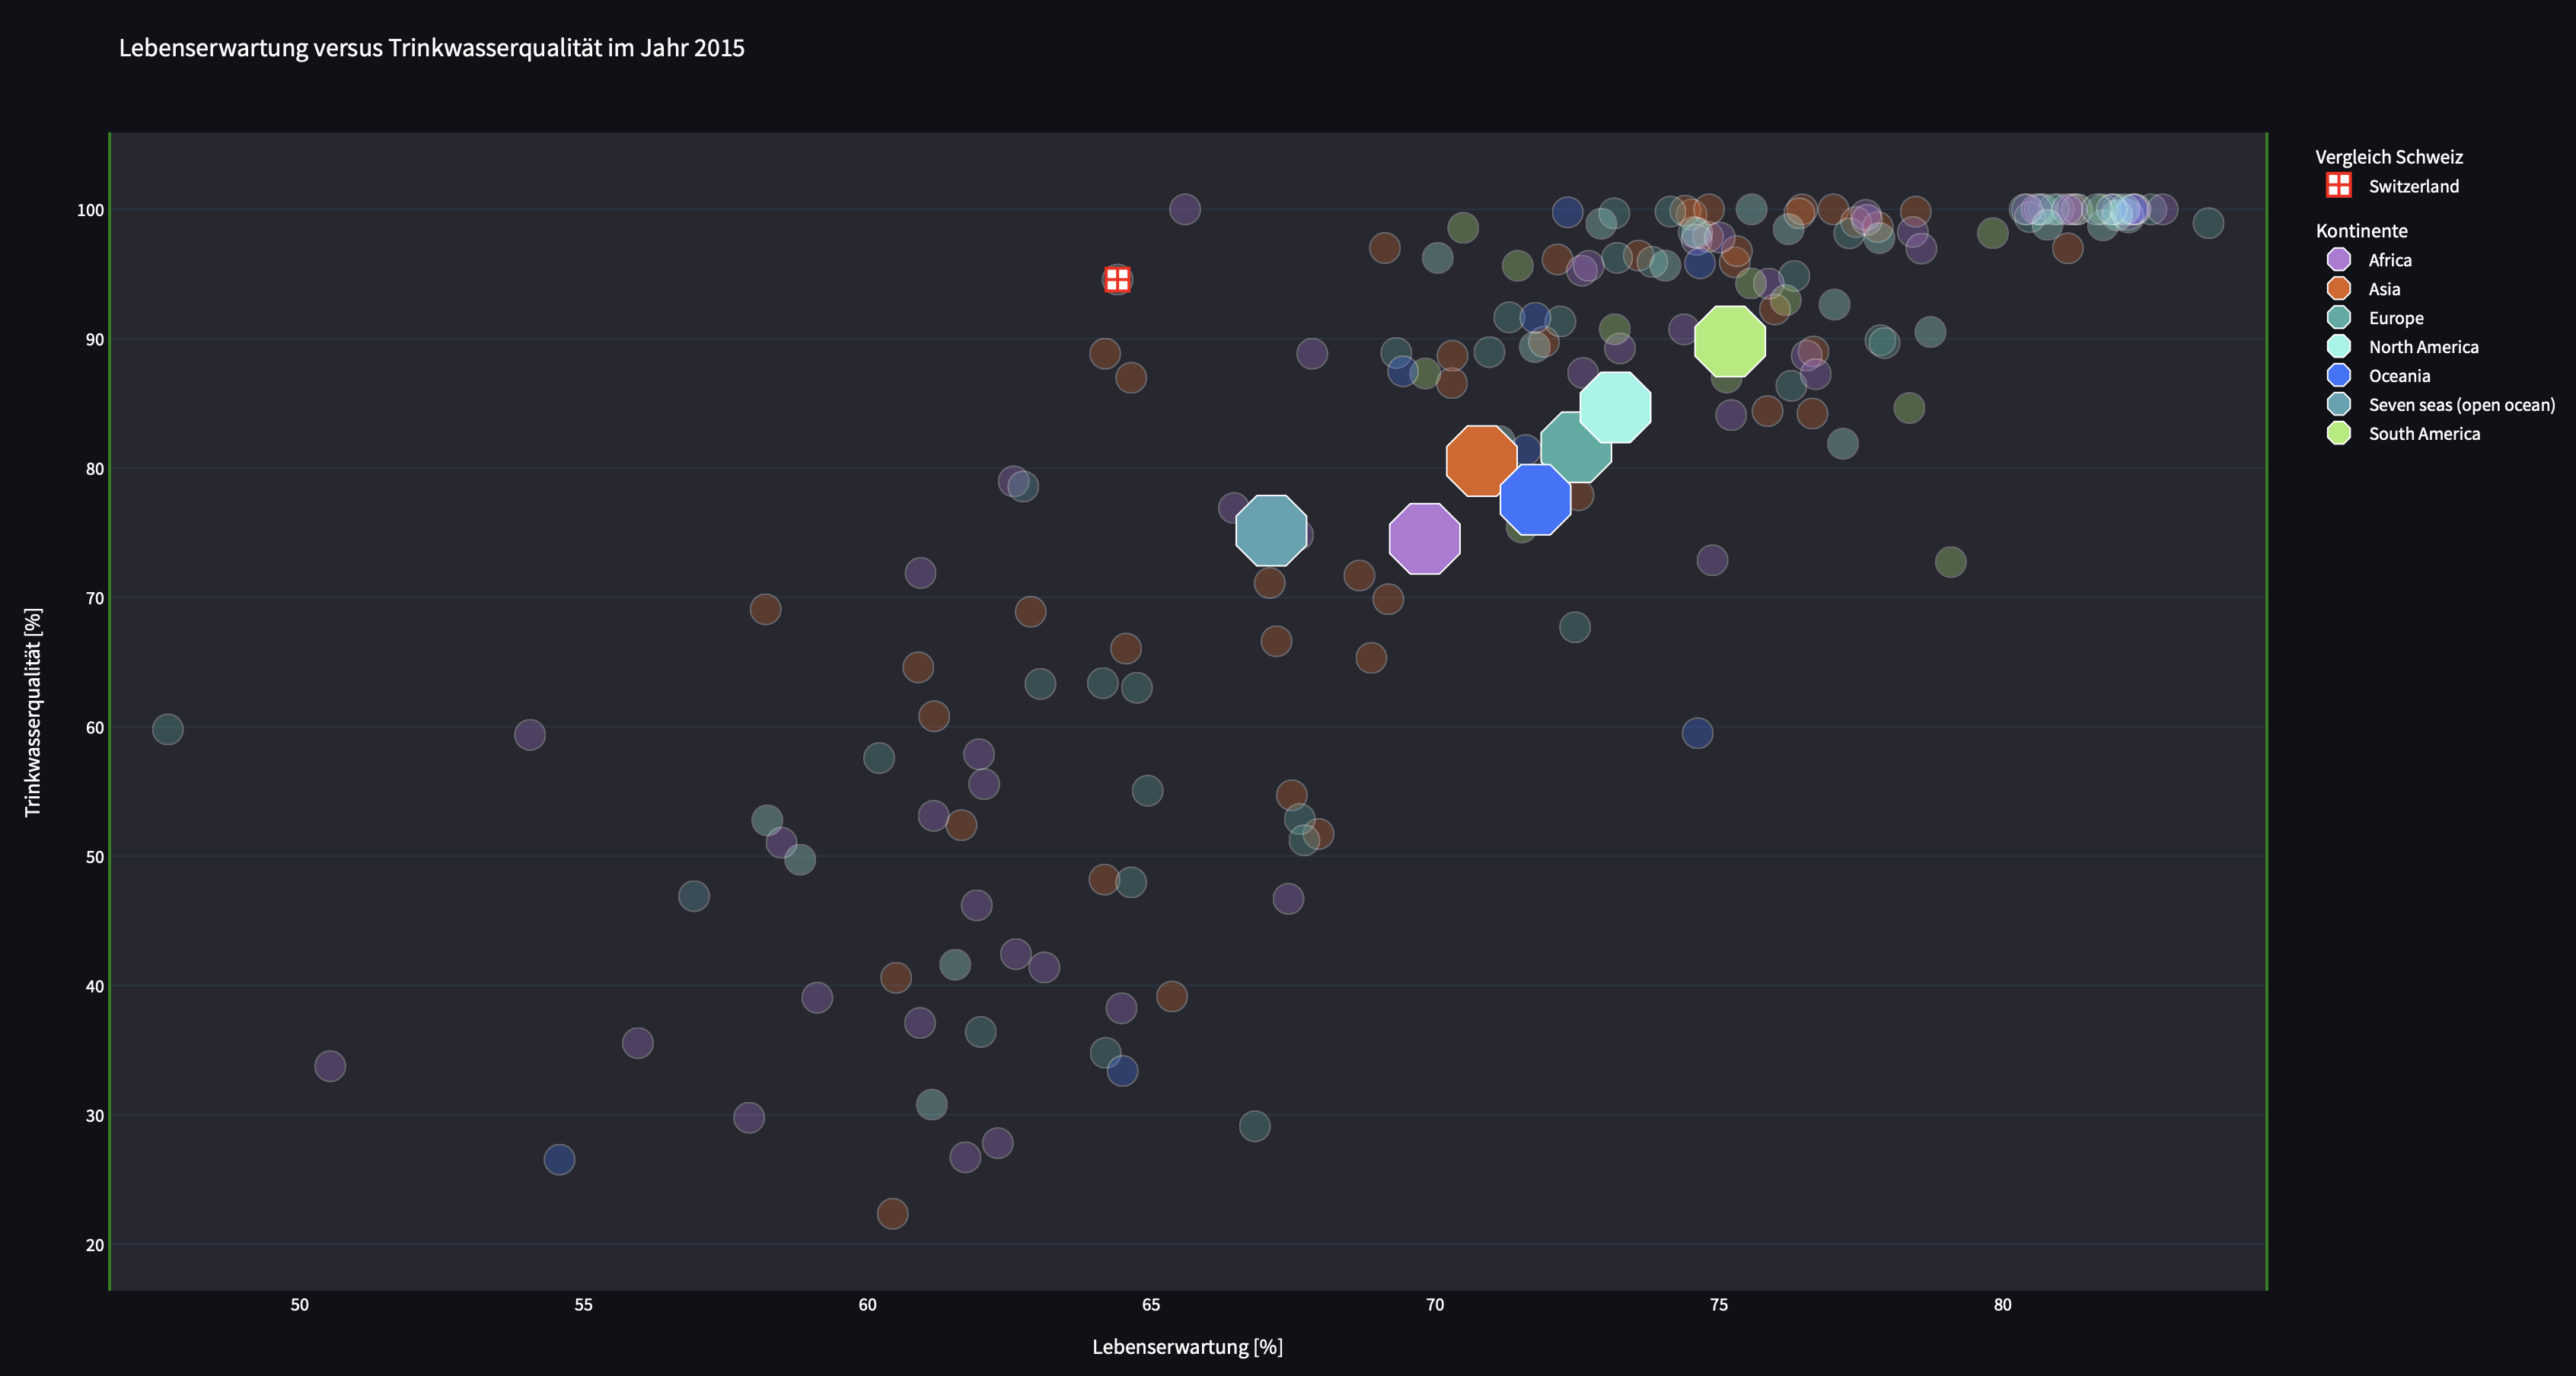 Lebenserwartung versus Trinkwasserqualität im Jahr 2015
Vergleich Schweiz
Switzerland
Kontinente
Africa
Asia
Europe
North America
Oceania
Seven seas (open ocean)
South America
Trinkwasserqualität [%]
100
90
80
70
60
50
40
30
20
50
55
60
65
70
75
80
Lebenserwartung [%]